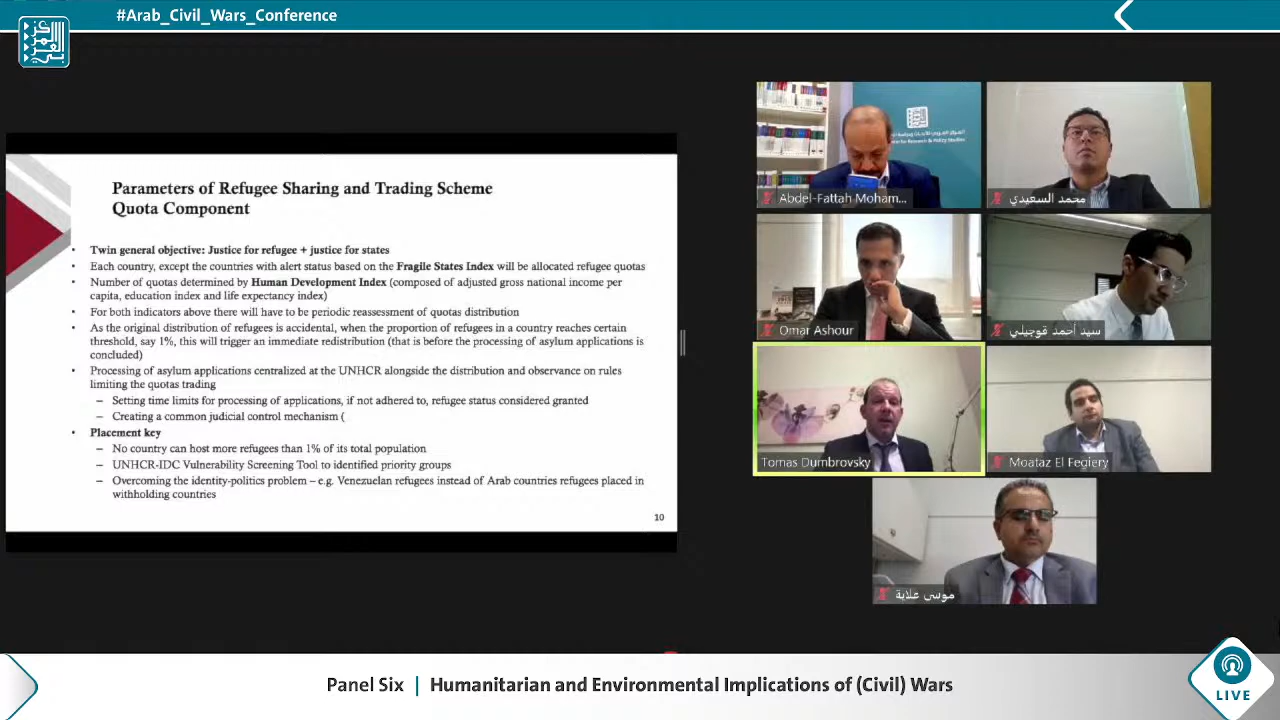 #Arab_Civil_Wars_Conference
Parameters of Refugee Sharing and Trading Scheme
Quota Component
• Twin general objective: Justice for refugee + justice for states
• Each country, except the countries with alert status based on the Fragile States Index will be allocated refugee quotas
• Number of quotas determined by Human Development Index (composed of adjusted gross national income per
capita, education index and life expectancy index)
• For both indicators above there will have to be periodic reassessment of quotas distribution
• As the original distribution of refugees is accidental, when the proportion of refugees in a country reaches certain
threshold, say 1%, this will trigger an immediate redistribution (that is before the processing of asylum applications is
concluded)
• Processing of asylum applications centralized at the UNHCR alongside the distribution and observance on rules
limiting the quotas trading
– Setting time limits for processing of applications, if not adhered to, refugee status considered granted
– Creating a common judicial control mechanism (
• Placement key
– No country can host more refugees than 1% of its total population
– UNHCR-IDC Vulnerability Screening Tool to identified priority groups
– Overcoming the identity-politics problem – e.g. Venezuelan refugees instead of Arab countries refugees placed in
withholding countries
10
for Research & Policy Studies
Abdel-Fattah Moham...
محمد السعيدي
Omar Ashour
سيد أحمد قوجيلي
Tomas Dumbrovsky
Moataz El Fegiery
موسى علاية
Panel Six | Humanitarian and Environmental Implications of (Civil) Wars
LIVE